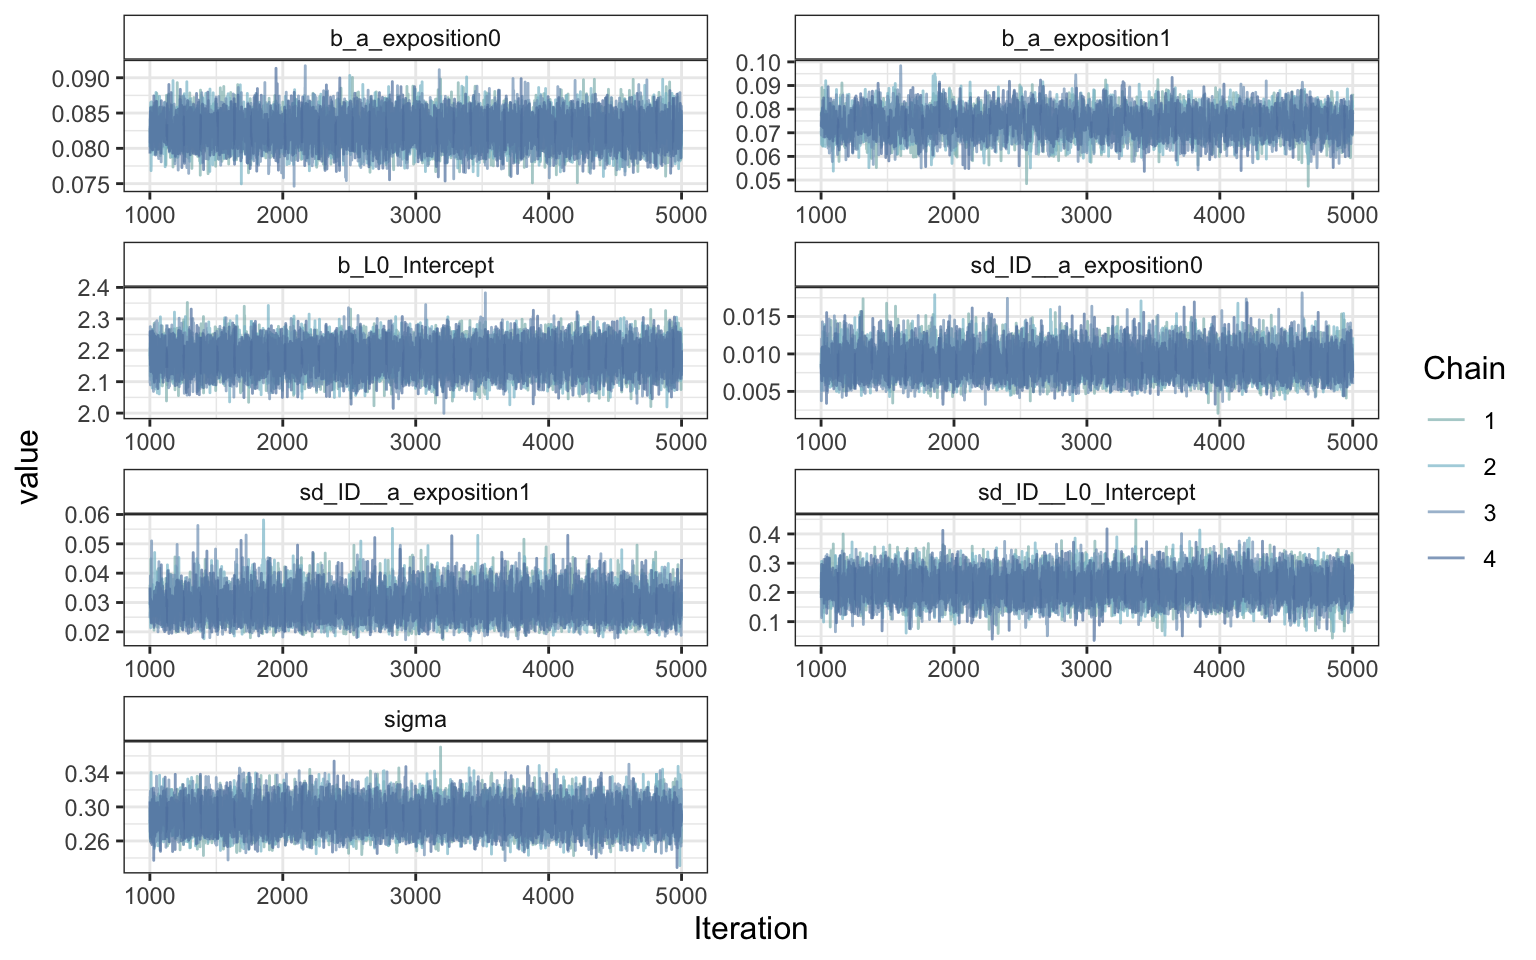 b_a_exposition0
0.090
0.085
0.080
0.075
1000 2000 3000 4000 5000
b_a_exposition1
0.10
0.09
0.08
0.07
0.06
0.05
1000 2000 3000 4000 5000
b_L0_Intercept
2.4
2.3
2.2
2.1
2.0
1000 2000 3000 4000 5000
sd_ID__a_exposition0
0.015
0.010
0.005
1000 2000 3000 4000 5000
sd_ID__a_exposition1
0.06
0.05
0.04
0.03
0.02
1000 2000 3000 4000 5000
sd_ID__L0_Intercept
0.4
0.3
0.2
0.1
1000 2000 3000 4000 5000
sigma
0.34
0.30
0.26
1000 2000 3000 4000 5000
value
Iteration
Chain
1
2
3
4